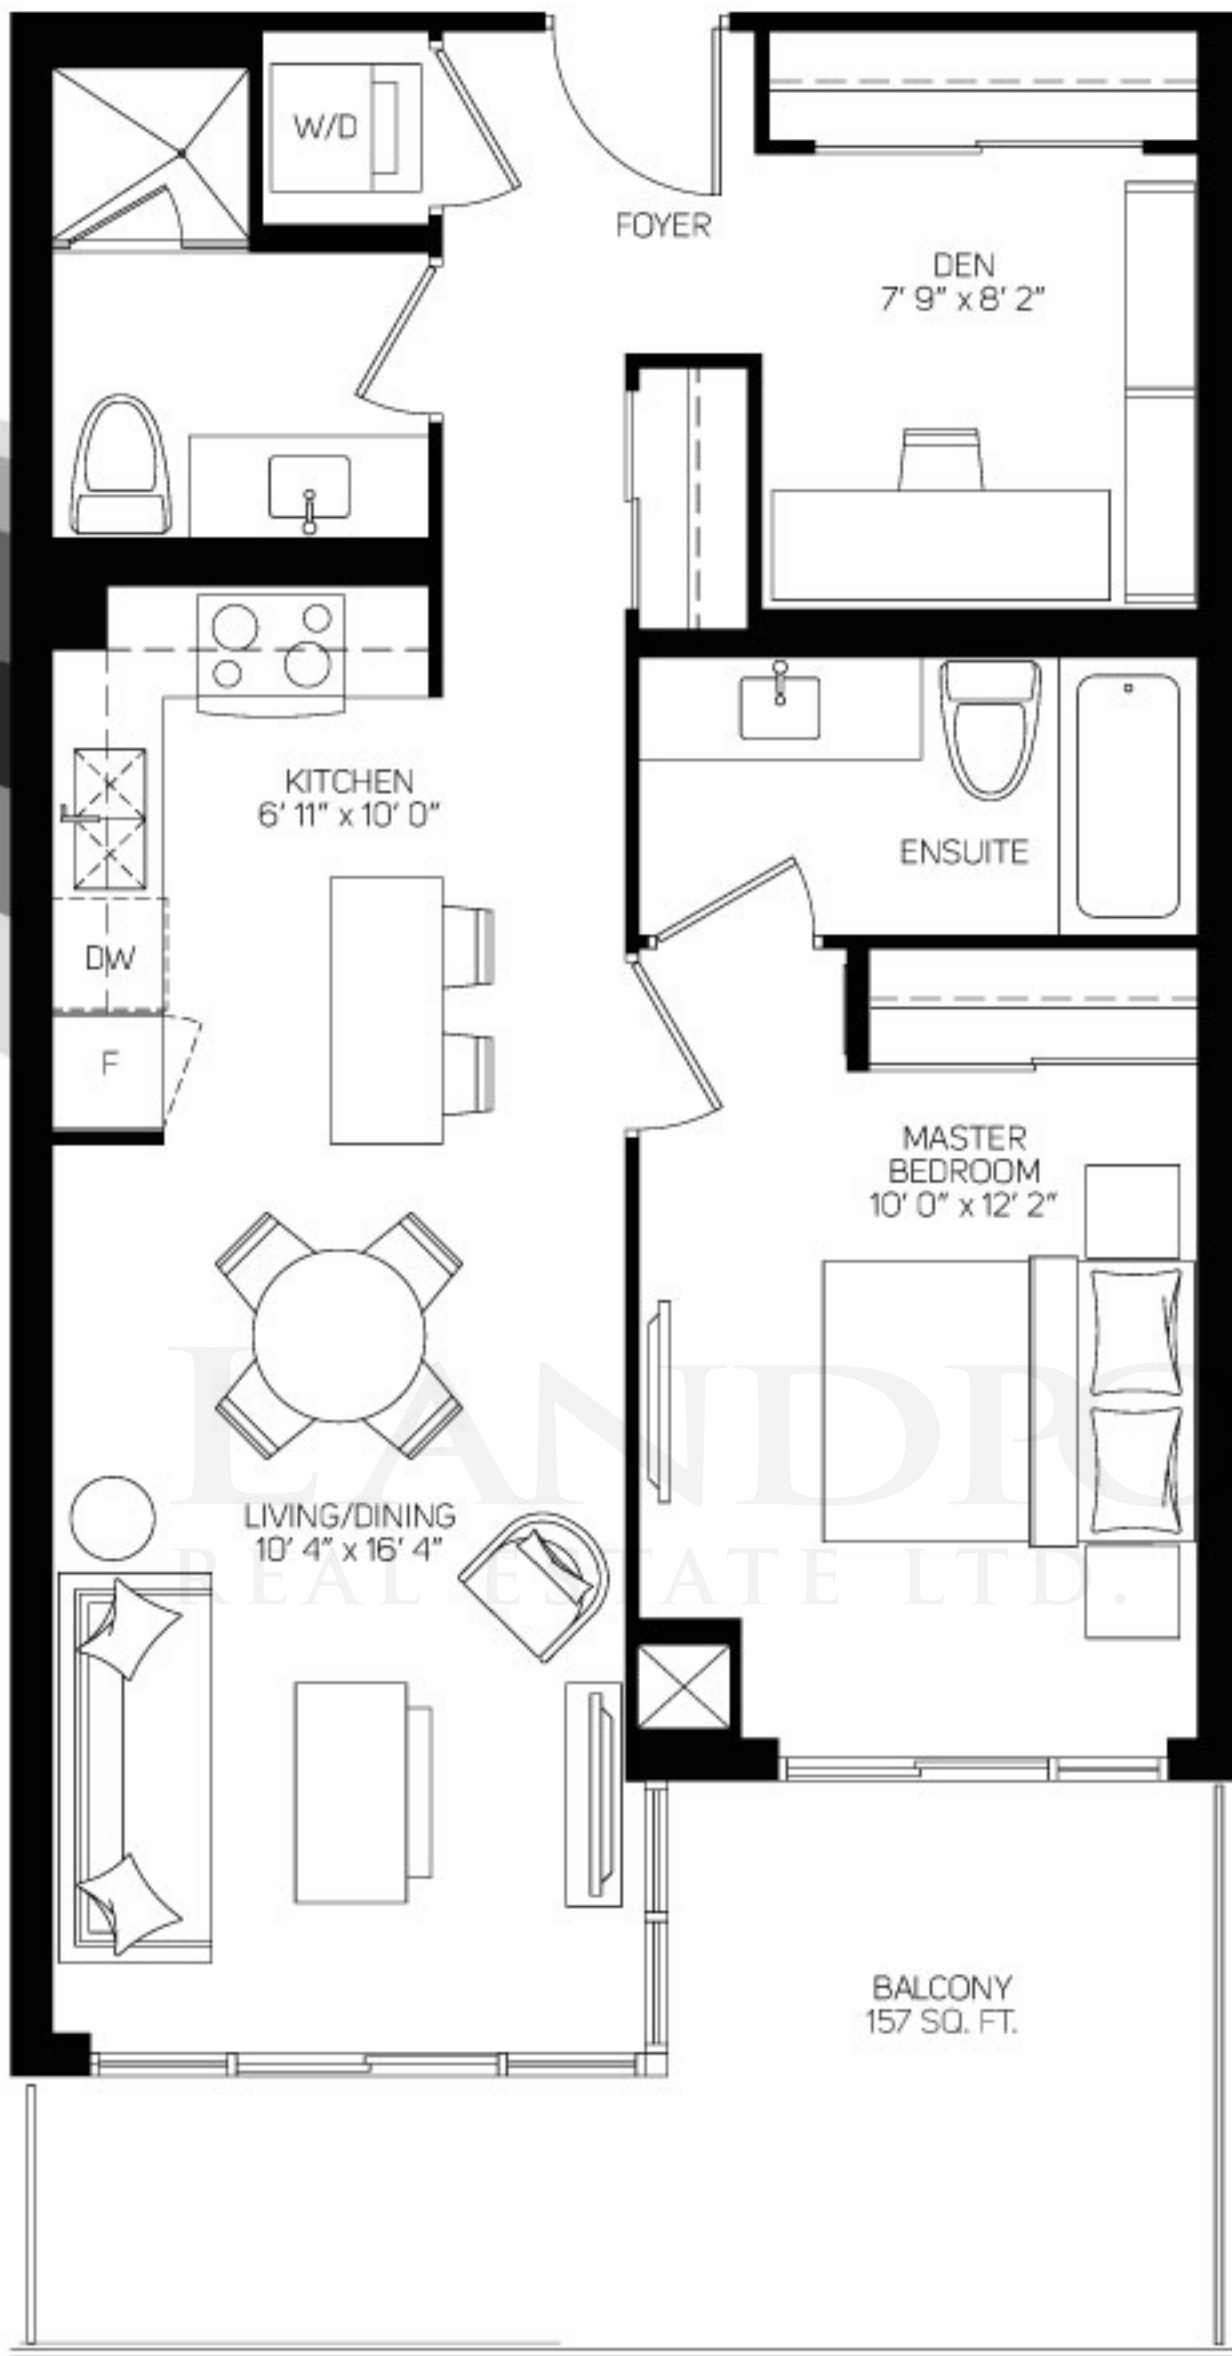 W/D
FOYER
DEN
7' 9" x 8' 2"
KITCHEN
6' 11" x 10' 0"
ENSUITE
DW
F
MASTER
BEDROOM
10' 0" x 12' 2"
LANDPO
LIVING/DINING
10' 4" x 16' 4"
REAL ESTATE LTD.
BALCONY
157 SQ. FT.